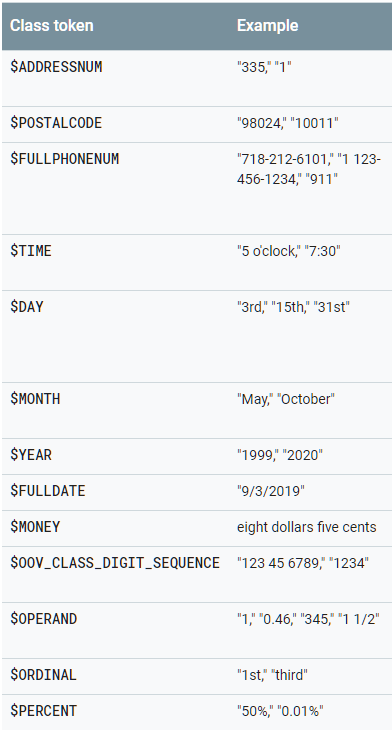 Class token Example
$ADDRESSNUM "335," "1"
$POSTALCODE "98024," "10011"
$FULLPHONENUM "718-212-6101," "1 123-
456-1234," "911"
$TIME "5 o'clock," "7:30"
$DAY "3rd," "15th," "31st"
$MONTH "May," "October"
$YEAR "1999," "2020"
$FULLDATE "9/3/2019"
$MONEY eight dollars five cents
$OOV_CLASS_DIGIT_SEQUENCE "123 45 6789," "1234"
$OPERAND "1," "0.46," "345," "1 1/2"
$ORDINAL "1st," "third"
$PERCENT "50%," "0.01%"